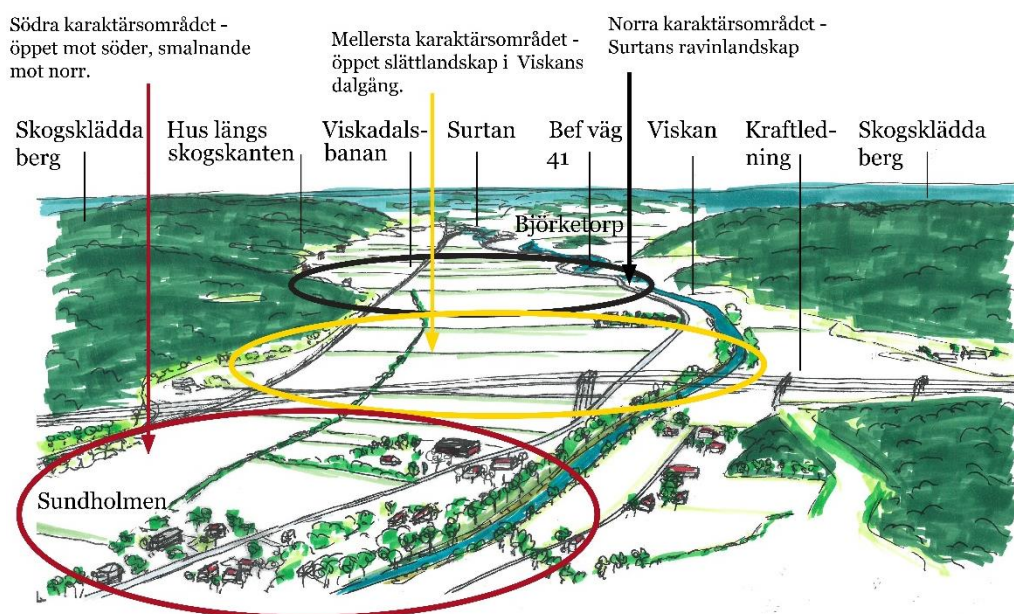 Södra karaktärsområdet -
öppet mot söder, smalnande
mot norr.
Mellersta karaktärsområdet -
öppet slättlandskap i Viskans
dalgång.
Norra karaktärsområdet -
Surtans ravinlandskap
Skogsklädda
berg
Hus längs
skogskanten
Viskadals-
banan
Surtan
Bef väg
41
Viskan
Kraftled-
ning
Skogsklädda
berg
Björketorp
Sundholmen